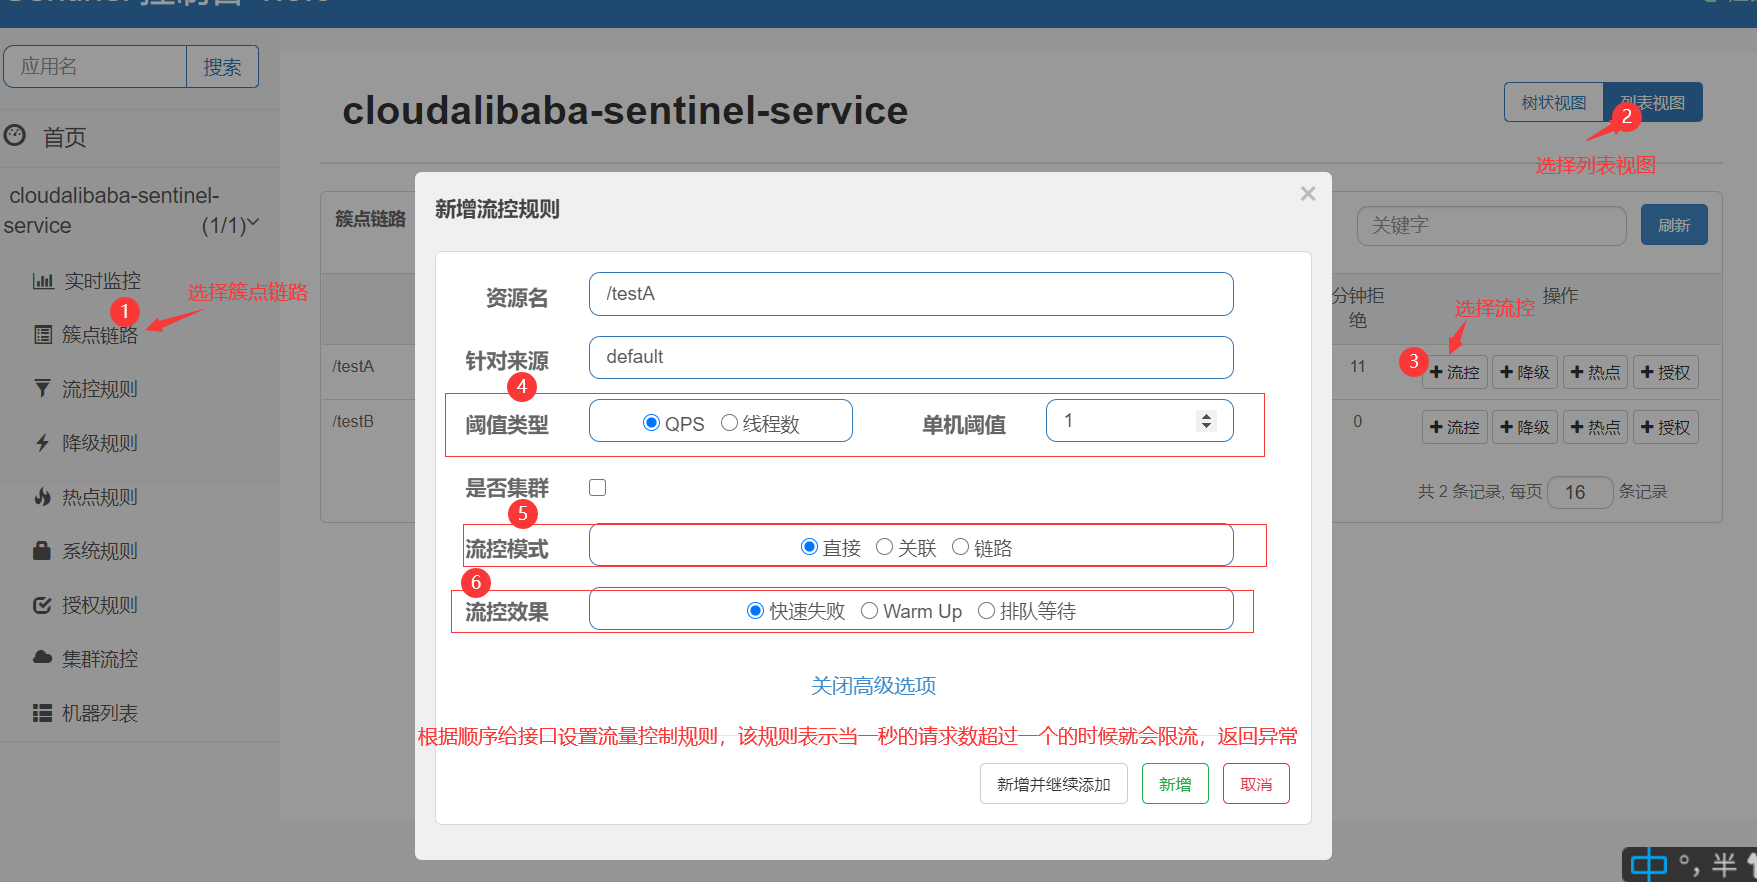 应用名
搜索
首页
cloudalibaba-sentinel-
service
(1/1)
实时监控
1
选择簇点链路
簇点链路
流控规则
降级规则
热点规则
系统规则
授权规则
集群流控
机器列表
cloudalibaba-sentinel-service
树状视图
列表视图
2
选择列表视图
簇点链路
关键字
刷新
分钟拒
绝
操作
选择流控
/testA
11
3
流控
降级
热点
授权
/testB
0
流控
降级
热点
授权
共 2 条记录, 每页
16
条记录
新增流控规则
×
资源名
/testA
针对来源
default
4
阈值类型
QPS
线程数
单机阈值
1
是否集群
5
流控模式
直接
关联
链路
6
流控效果
快速失败
Warm Up
排队等待
关闭高级选项
根据顺序给接口设置流量控制规则，该规则表示当一秒的请求数超过一个的时候就会限流，返回异常
新增并继续添加
新增
取消
中 °, 半